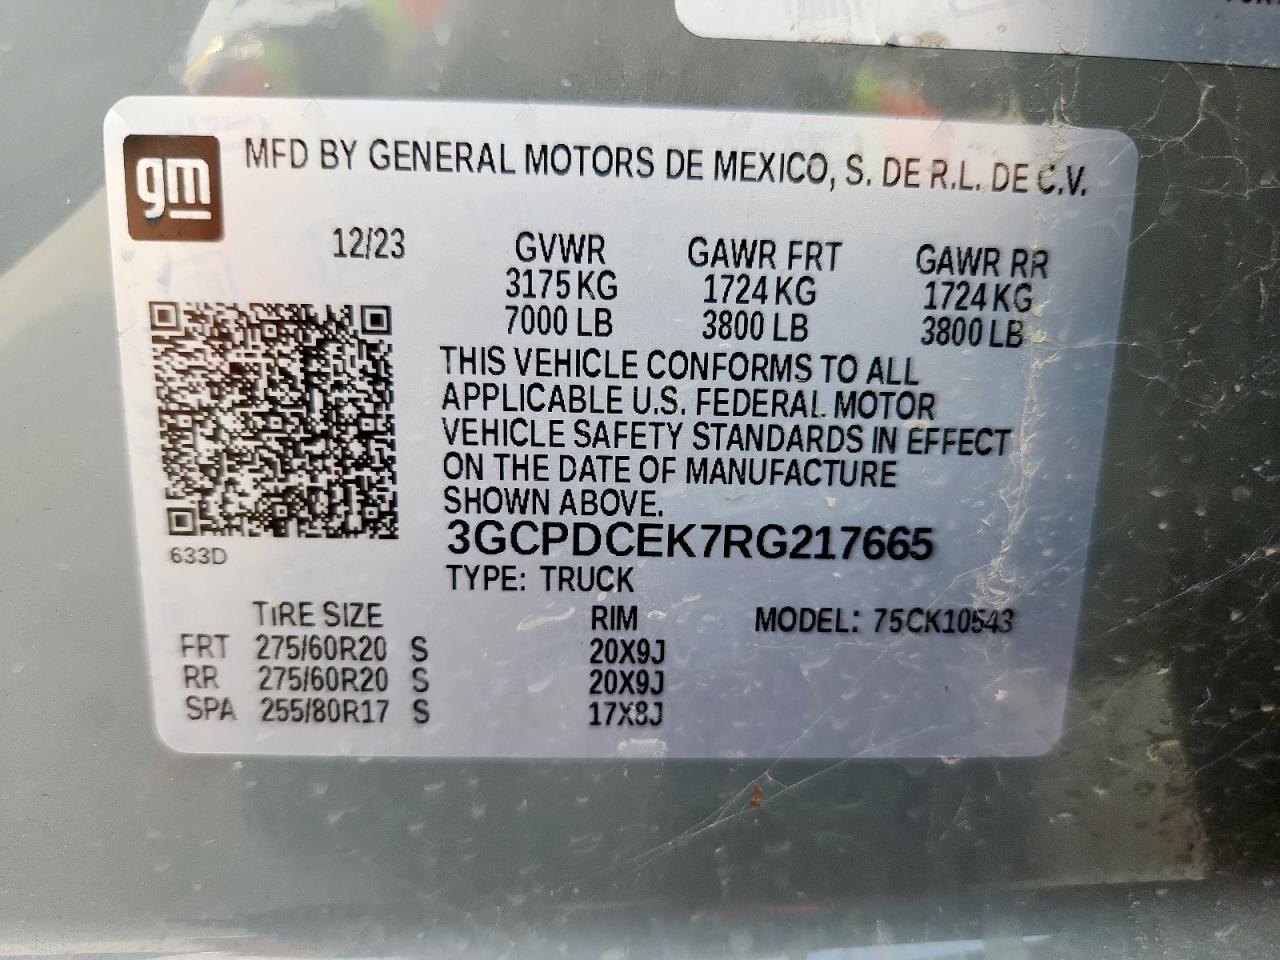 gm
MFD BY GENERAL MOTORS DE MEXICO, S. DE R.L. DE C.V.
12/23 GVWR GAWR FRT GAWR RR
3175 KG 1724 KG 1724 KG
7000 LB 3800 LB 3800 LB
THIS VEHICLE CONFORMS TO ALL
APPLICABLE U.S. FEDERAL MOTOR
VEHICLE SAFETY STANDARDS IN EFFECT
ON THE DATE OF MANUFACTURE
SHOWN ABOVE.
3GCPDCEK7RG217665
633D
TYPE: TRUCK
TIRE SIZE RIM MODEL: 75CK10543
FRT 275/60R20 S 20X9J
RR 275/60R20 S 20X9J
SPA 255/80R17 S 17X8J